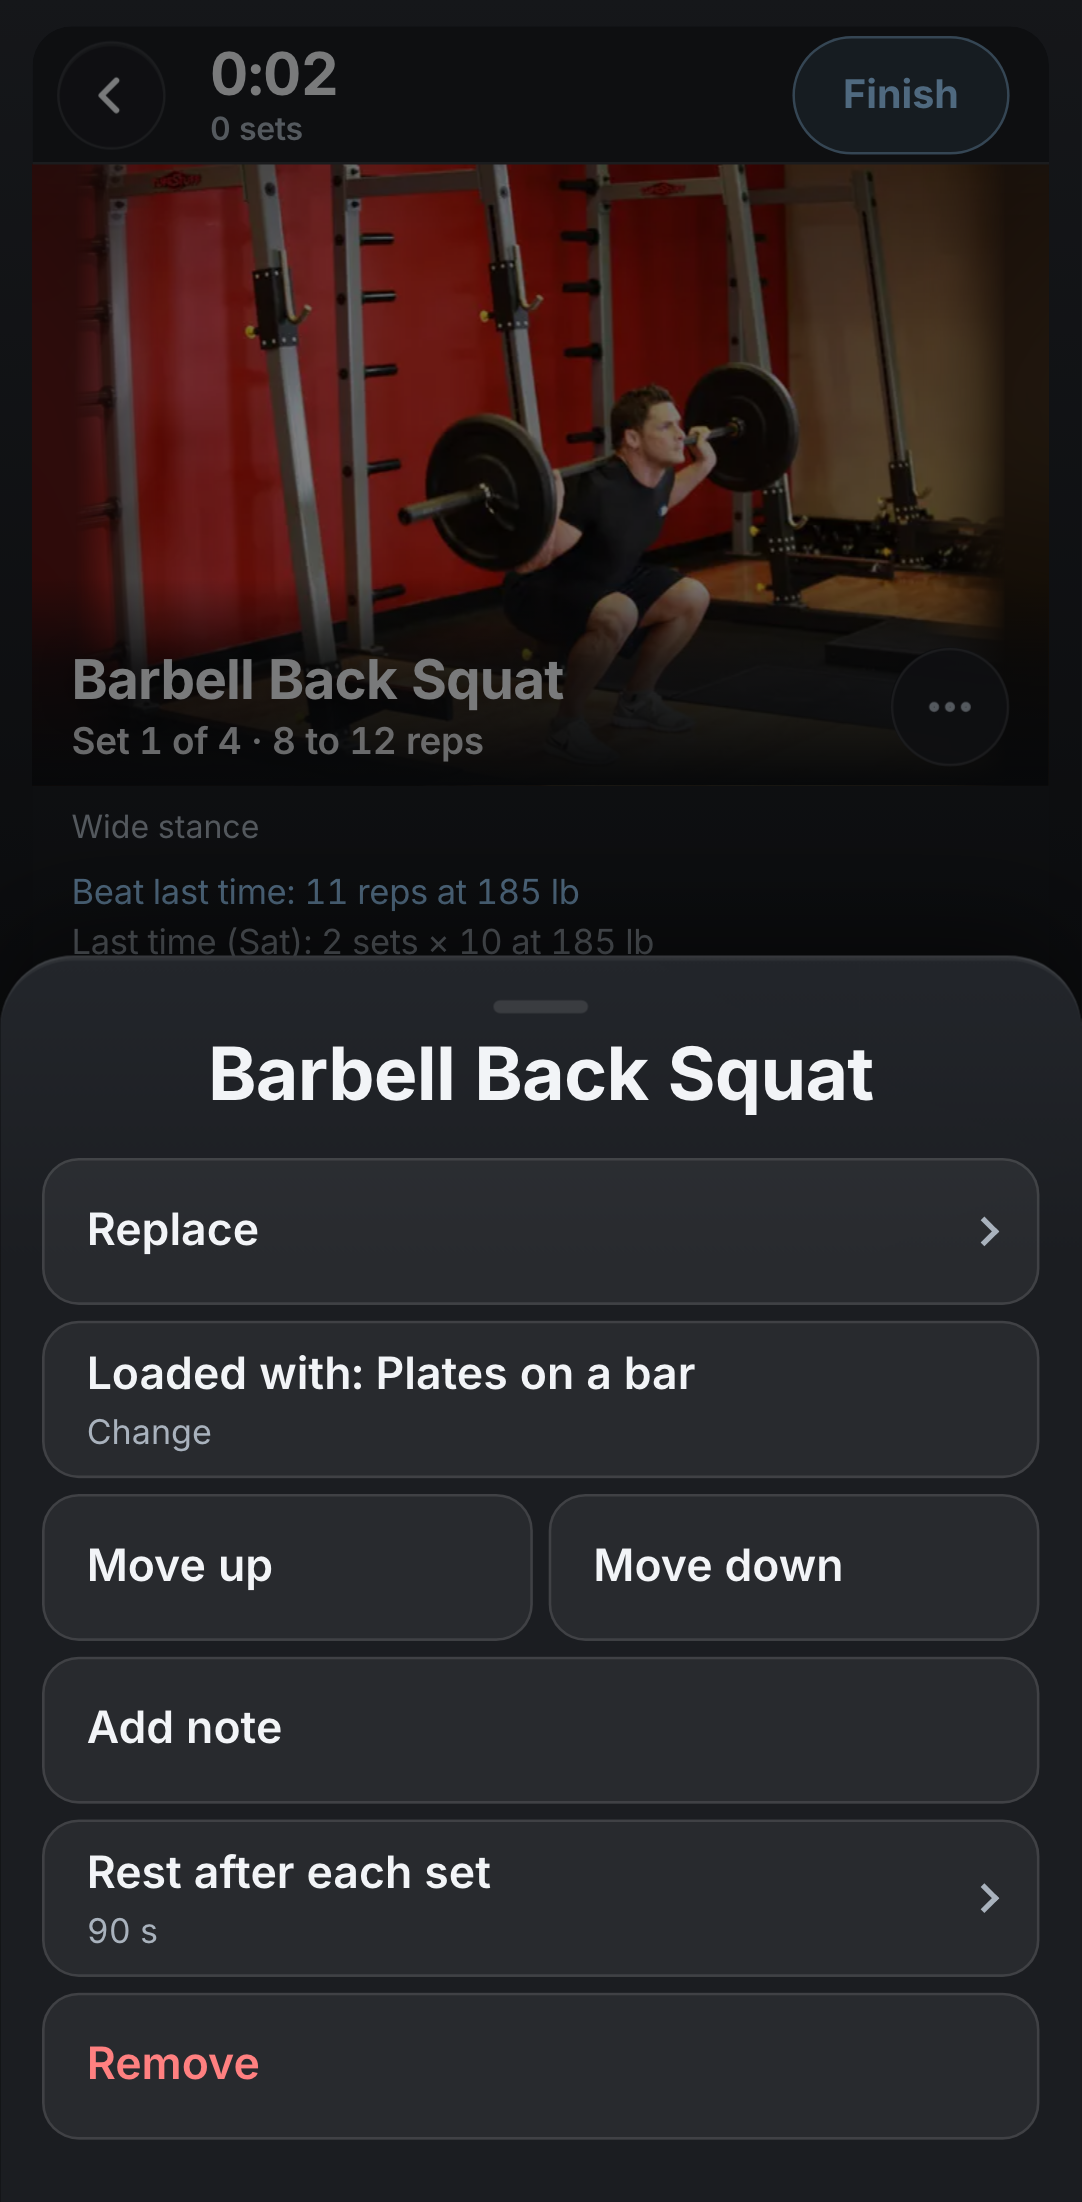 0:02
0 sets
Finish
Barbell Back Squat
Set 1 of 4 · 8 to 12 reps
Wide stance
Beat last time: 11 reps at 185 lb
Last time (Sat): 2 sets × 10 at 185 lb
Barbell Back Squat
Replace
Loaded with: Plates on a bar
Change
Move up
Move down
Add note
Rest after each set
90 s
Remove